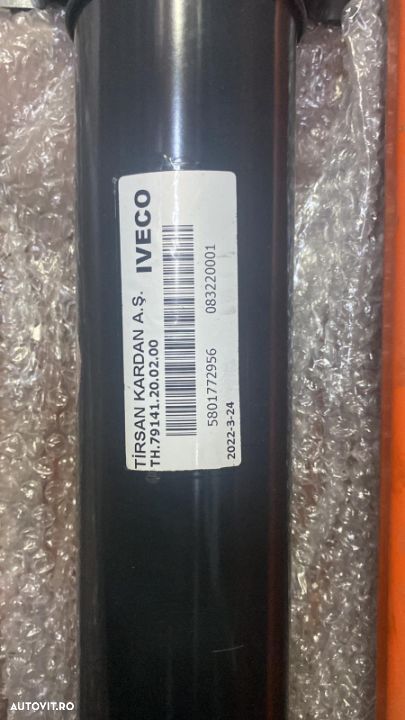 TİRSAN KARDAN A.Ş. IVECO
TH.79141.20.02.00
5801772956 083220001
2022-3-24
AUTOVIT.RO